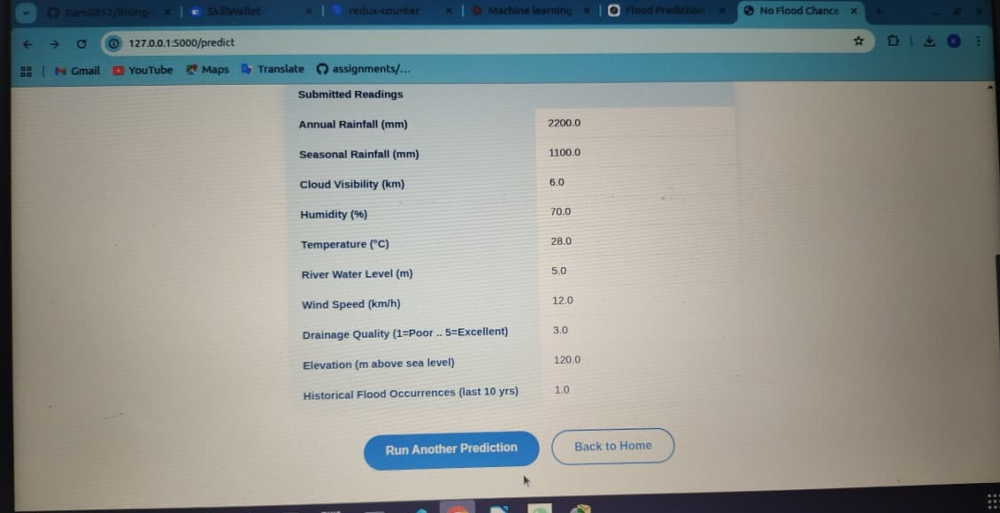 SkillWallet
redux-counter
Machine learning
Flood Prediction
No Flood Chance
127.0.0.1:5000/predict
Gmail YouTube Maps Translate assignments/...
Submitted Readings
Annual Rainfall (mm) 2200.0
Seasonal Rainfall (mm) 1100.0
Cloud Visibility (km) 6.0
Humidity (%) 70.0
Temperature (°C) 28.0
River Water Level (m) 5.0
Wind Speed (km/h) 12.0
Drainage Quality (1=Poor .. 5=Excellent) 3.0
Elevation (m above sea level) 120.0
Historical Flood Occurrences (last 10 yrs) 1.0
Run Another Prediction Back to Home